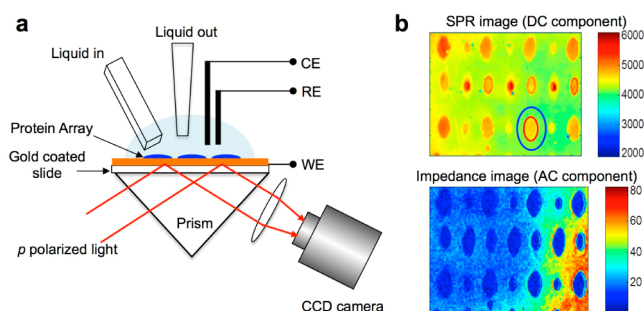 a
Liquid out
Liquid in
CE
RE
Protein Array
Gold coated
slide
WE
Prism
p polarized light
CCD camera
b
SPR image (DC component)
6000
5000
4000
3000
2000
Impedance image (AC component)
80
60
40
20